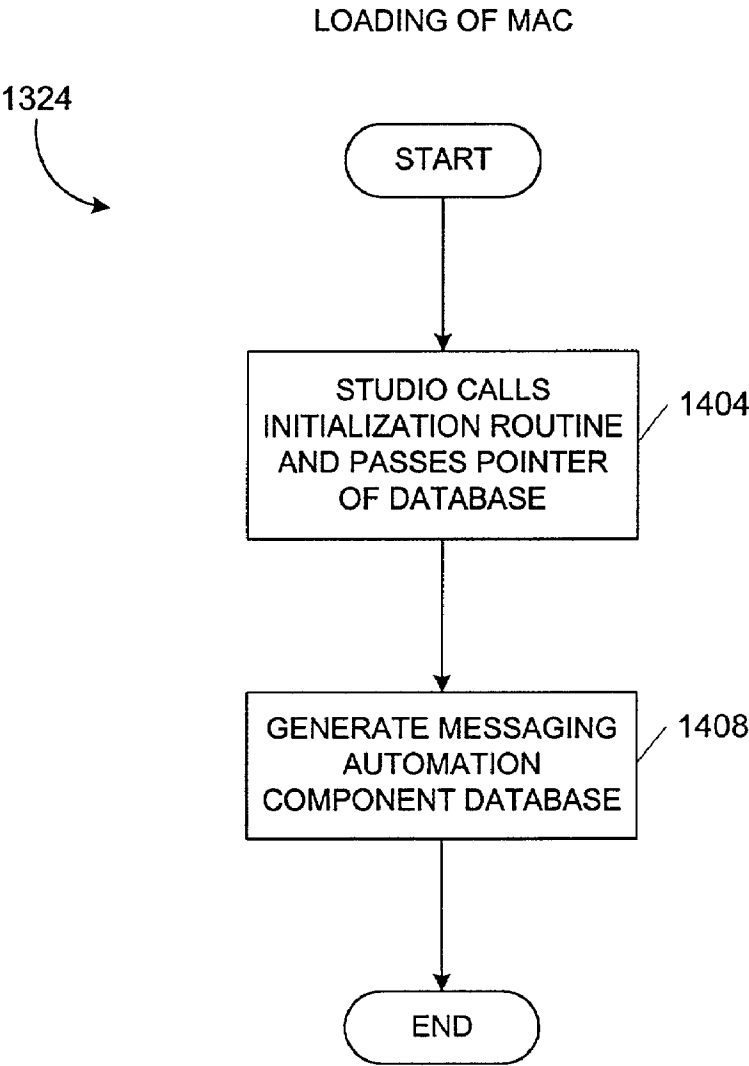 LOADING OF MAC
1324
START
STUDIO CALLS
INITIALIZATION ROUTINE
AND PASSES POINTER
OF DATABASE
1404
GENERATE MESSAGING
AUTOMATION
COMPONENT DATABASE
1408
END